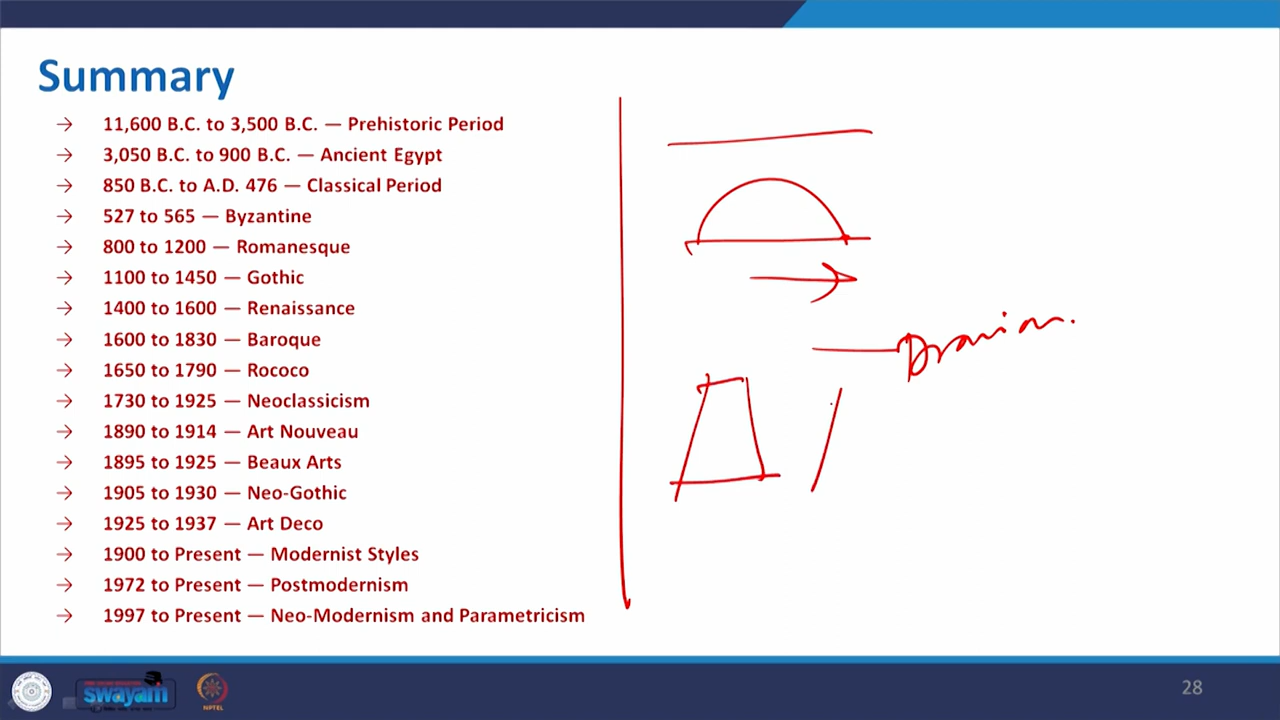 Summary
→ 11,600 B.C. to 3,500 B.C. — Prehistoric Period
→ 3,050 B.C. to 900 B.C. — Ancient Egypt
→ 850 B.C. to A.D. 476 — Classical Period
→ 527 to 565 — Byzantine
→ 800 to 1200 — Romanesque
→ 1100 to 1450 — Gothic
→ 1400 to 1600 — Renaissance
→ 1600 to 1830 — Baroque
→ 1650 to 1790 — Rococo
→ 1730 to 1925 — Neoclassicism
→ 1890 to 1914 — Art Nouveau
→ 1895 to 1925 — Beaux Arts
→ 1905 to 1930 — Neo-Gothic
→ 1925 to 1937 — Art Deco
→ 1900 to Present — Modernist Styles
→ 1972 to Present — Postmodernism
→ 1997 to Present — Neo-Modernism and Parametricism
swayam
NPTEL
28